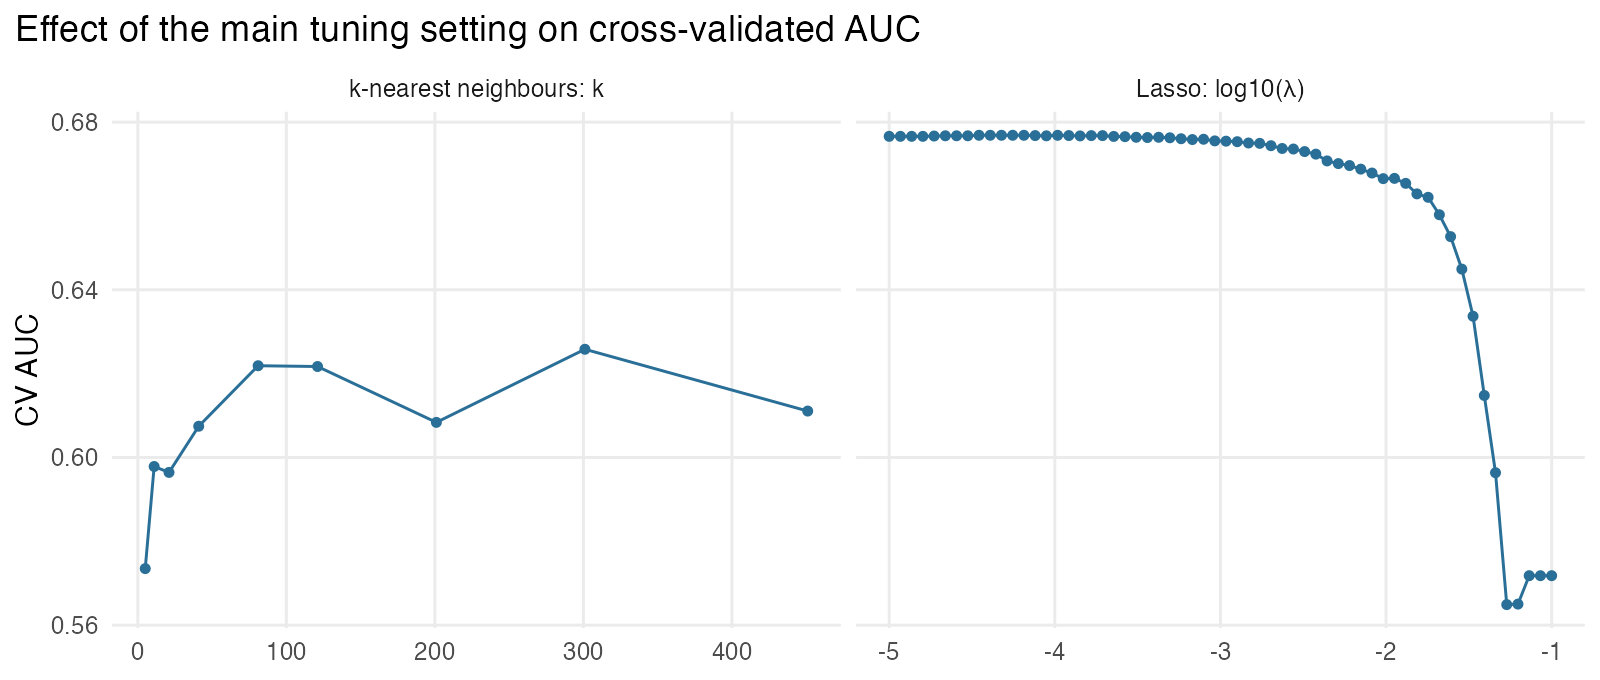 Effect of the main tuning setting on cross-validated AUC
k-nearest neighbours: k
Lasso: log10(λ)
CV AUC
0.68
0.64
0.60
0.56
0 100 200 300 400
-5 -4 -3 -2 -1